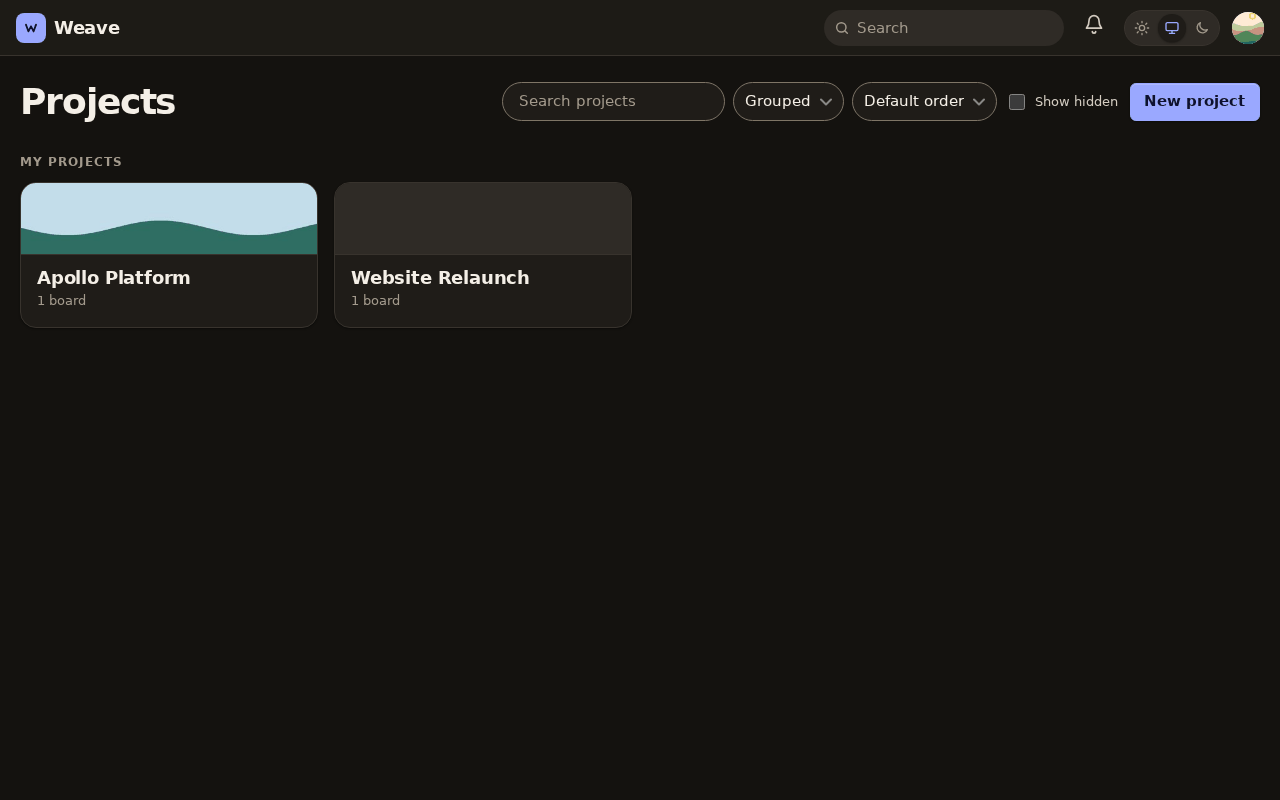 Weave
Search
Projects
Search projects
Grouped
Default order
Show hidden
New project
MY PROJECTS
Apollo Platform
1 board
Website Relaunch
1 board